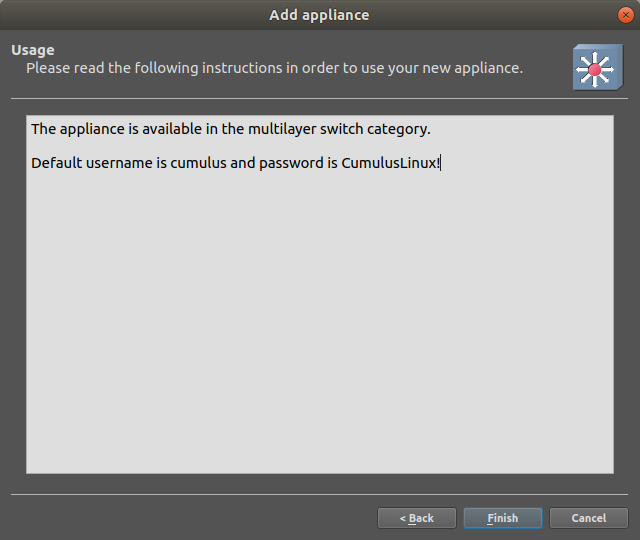 Add appliance
Usage
Please read the following instructions in order to use your new appliance.
The appliance is available in the multilayer switch category.
Default username is cumulus and password is CumulusLinux!
< Back
Finish
Cancel